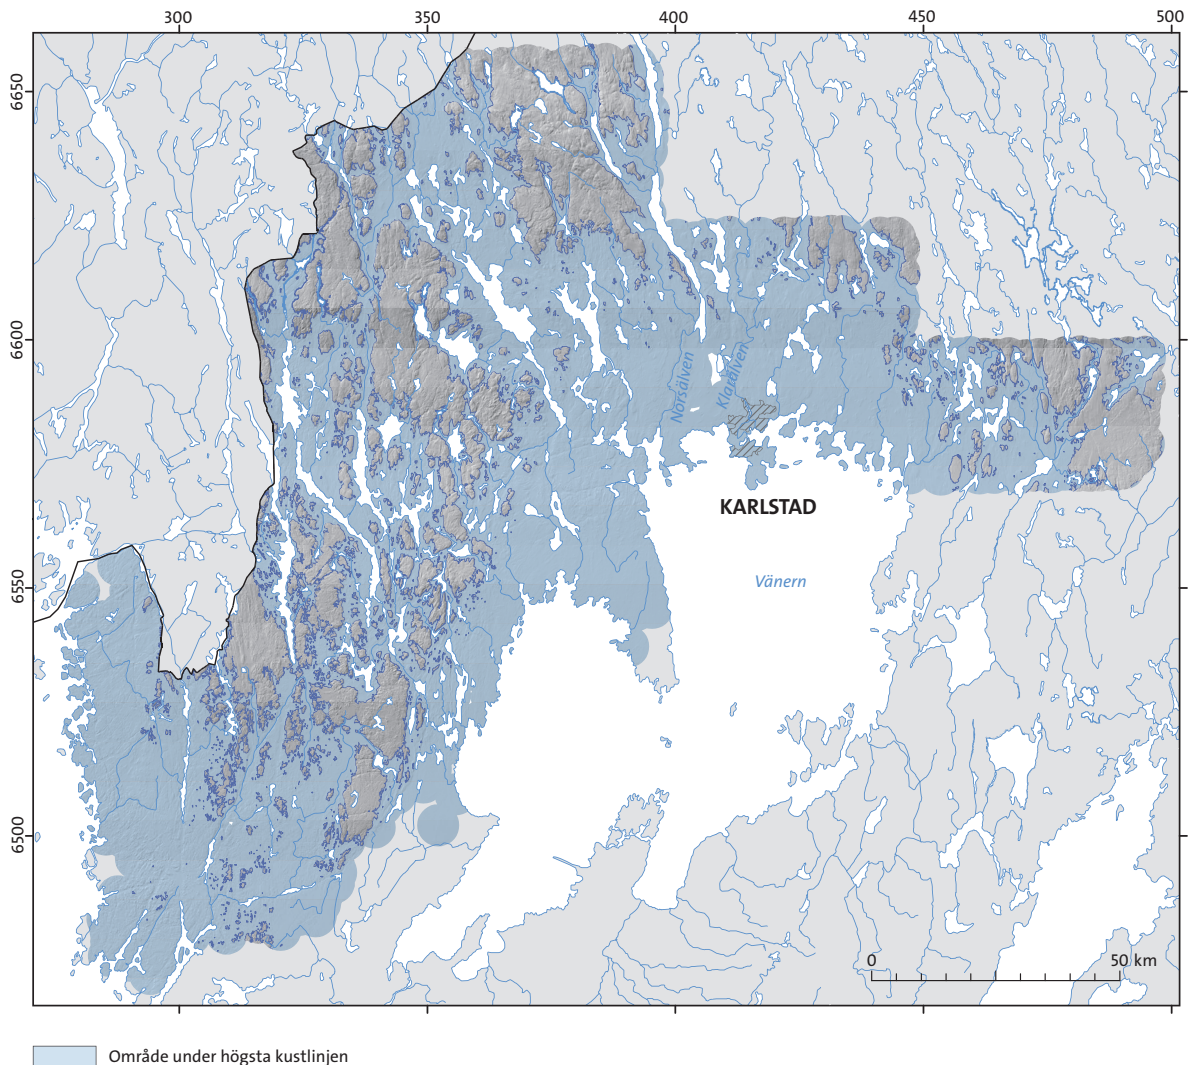 300 350 400 450 500
6650
6600
6550
6500
Norsälven
Klarälven
KARLSTAD
Vänern
0 50 km
Område under högsta kustlinjen